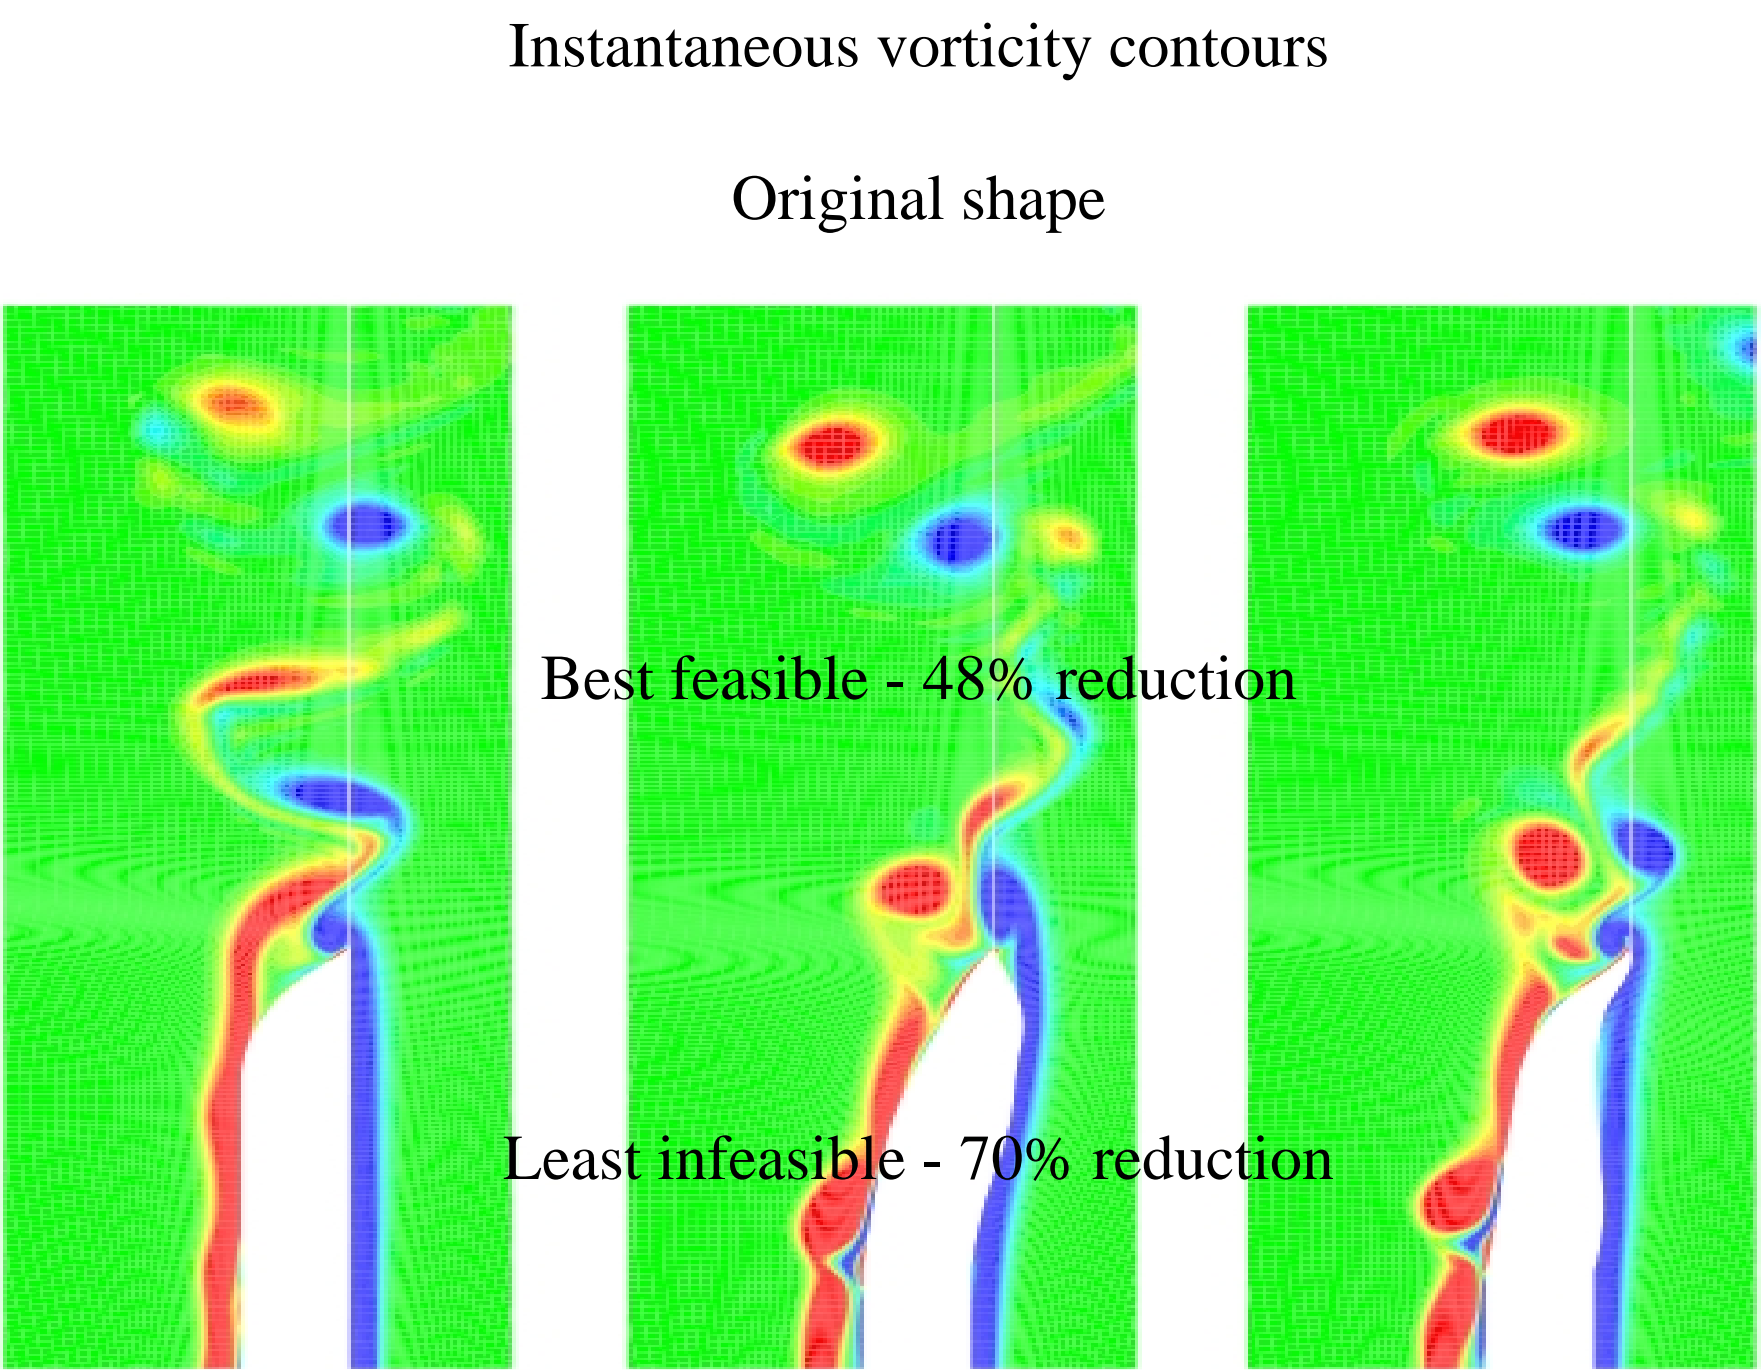 Instantaneous vorticity contours
Original shape
Best feasible - 48% reduction
Least infeasible - 70% reduction